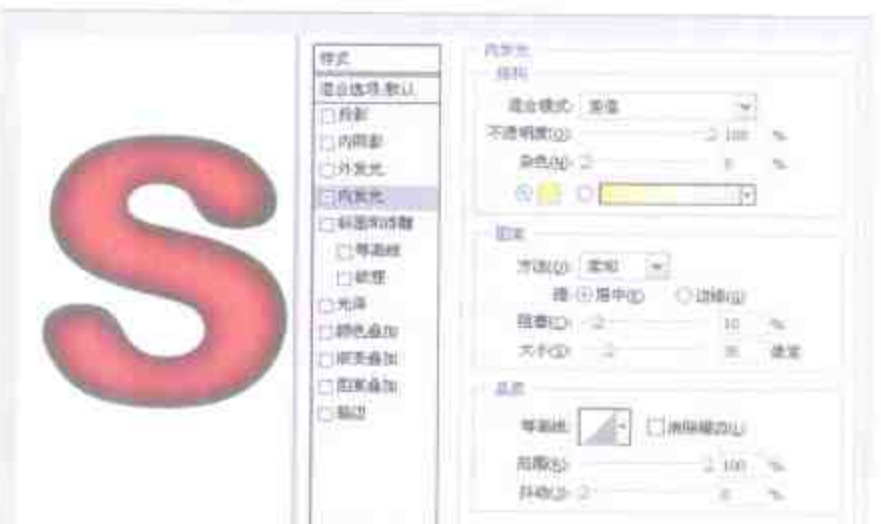 S
样式
混合选项:默认
投影
内阴影
外发光
内发光
斜面和浮雕
等高线
纹理
光泽
颜色叠加
渐变叠加
图案叠加
描边
内发光
结构
混合模式: 差值
不透明度(O): 100 %
杂色(N): 0 %
图素
方法(Q): 柔和
源: 居中(E) 边缘(G)
阻塞(C): 10 %
大小(S): 像素
品质
等高线: 消除锯齿(L)
范围(R): 100 %
抖动(J): 0 %